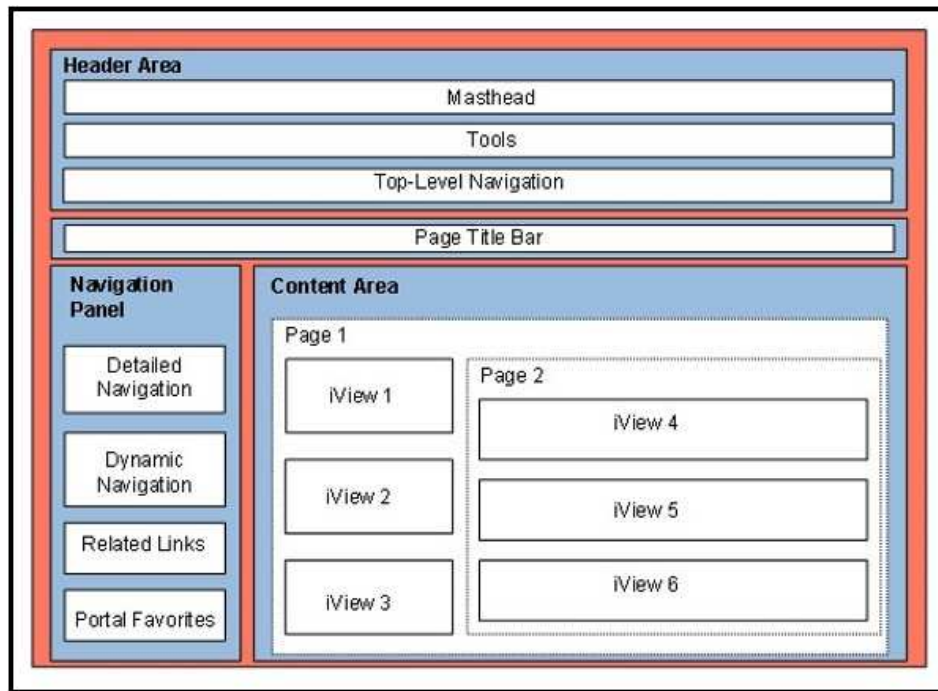 Header Area
Masthead
Tools
Top-Level Navigation
Page Title Bar
Navigation
Panel
Detailed
Navigation
Dynamic
Navigation
Related Links
Portal Favorites
Content Area
Page 1
iView 1
iView 2
iView 3
Page 2
iView 4
iView 5
iView 6